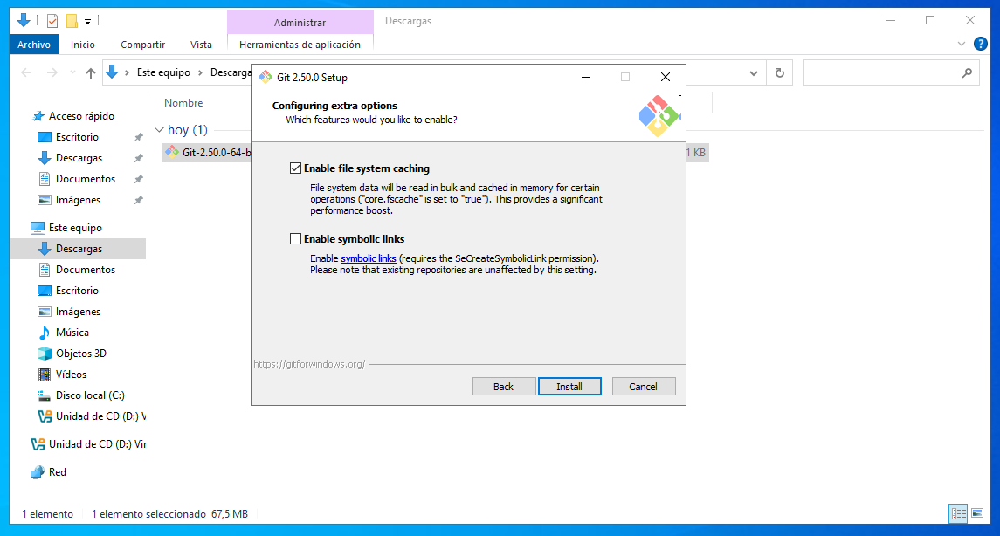 Administrar
Descargas
Archivo
Inicio
Compartir
Vista
Herramientas de aplicación
Este equipo
Descarga
Git 2.50.0 Setup
Configuring extra options
Which features would you like to enable?
Nombre
hoy (1)
Git-2.50.0-64-b
1 KB
Acceso rápido
Escritorio
Descargas
Documentos
Imágenes
Este equipo
Descargas
Documentos
Escritorio
Imágenes
Música
Objetos 3D
Vídeos
Disco local (C:)
Unidad de CD (D:) V
Unidad de CD (D:) Vir
Red
Enable file system caching
File system data will be read in bulk and cached in memory for certain
operations ("core.fscache" is set to "true"). This provides a significant
performance boost.
Enable symbolic links
Enable symbolic links (requires the SeCreateSymbolicLink permission).
Please note that existing repositories are unaffected by this setting.
https://gitforwindows.org/
Back
Install
Cancel
1 elemento
1 elemento seleccionado 67,5 MB